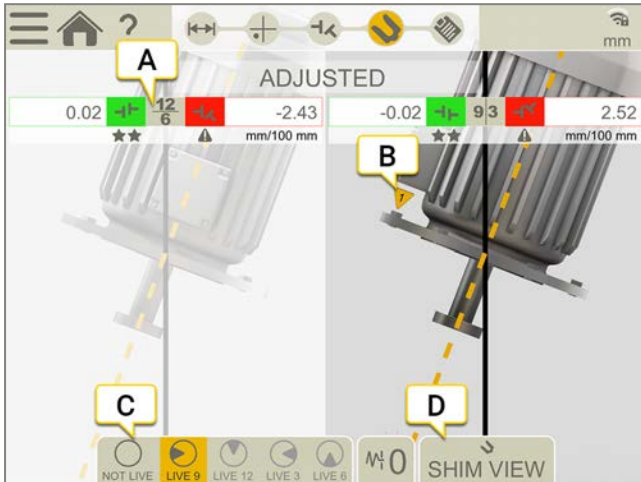 ?
mm
A
ADJUSTED
0.02 12 6 -2.43
-0.02 9 3 2.52
mm/100 mm
mm/100 mm
B
1
C
D
NOT LIVE LIVE 9 LIVE 12 LIVE 3 LIVE 6
0
SHIM VIEW